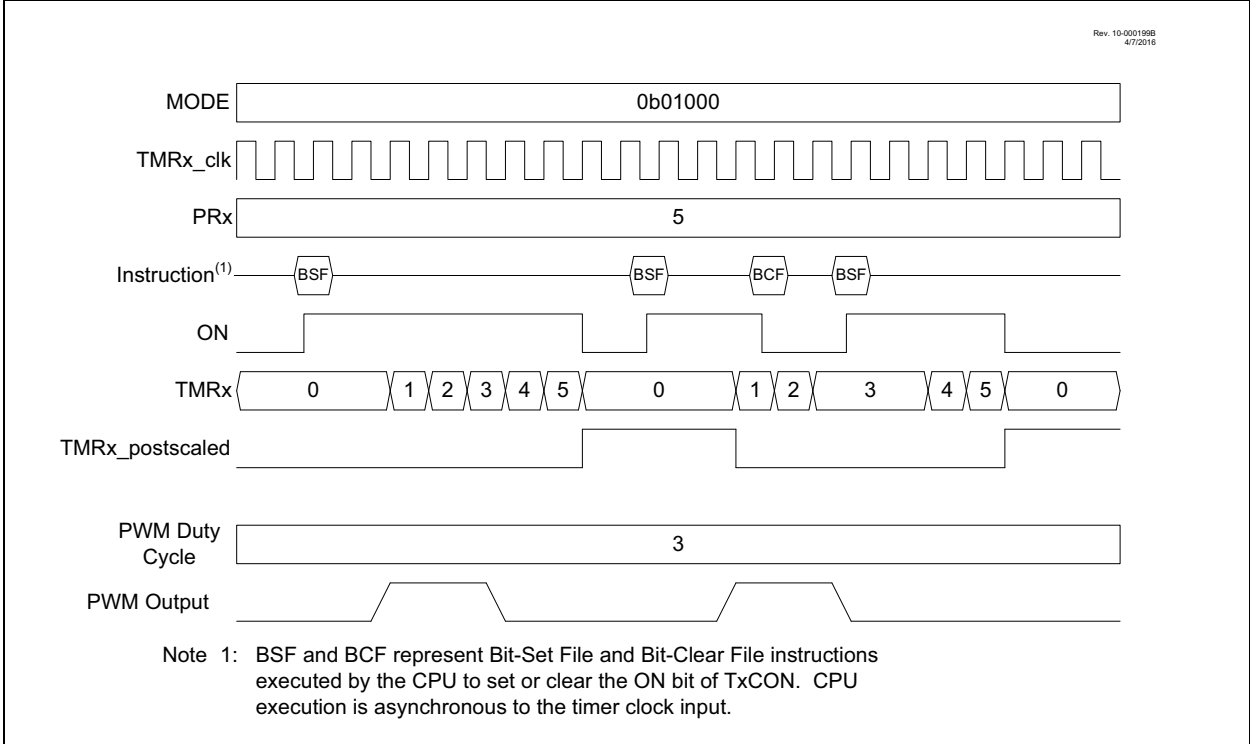 Rev. 10-000199B
4/7/2016
MODE 0b01000
TMRx_clk
PRx 5
Instruction(1) BSF BSF BCF BSF
ON
TMRx 0 1 2 3 4 5 0 1 2 3 4 5 0
TMRx_postscaled
PWM Duty
Cycle 3
PWM Output
Note 1: BSF and BCF represent Bit-Set File and Bit-Clear File instructions
executed by the CPU to set or clear the ON bit of TxCON. CPU
execution is asynchronous to the timer clock input.